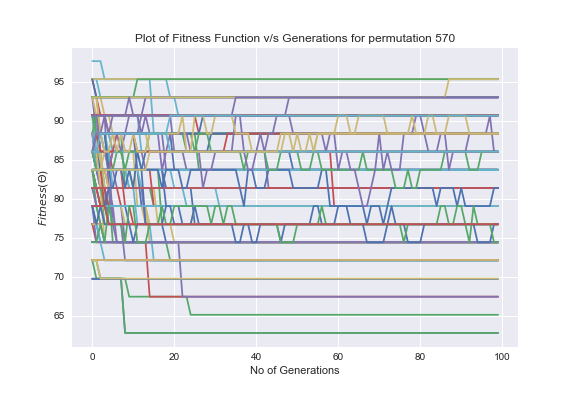 Plot of Fitness Function v/s Generations for permutation 570
Fitness(Θ)
95
90
85
80
75
70
65
0 20 40 60 80 100
No of Generations